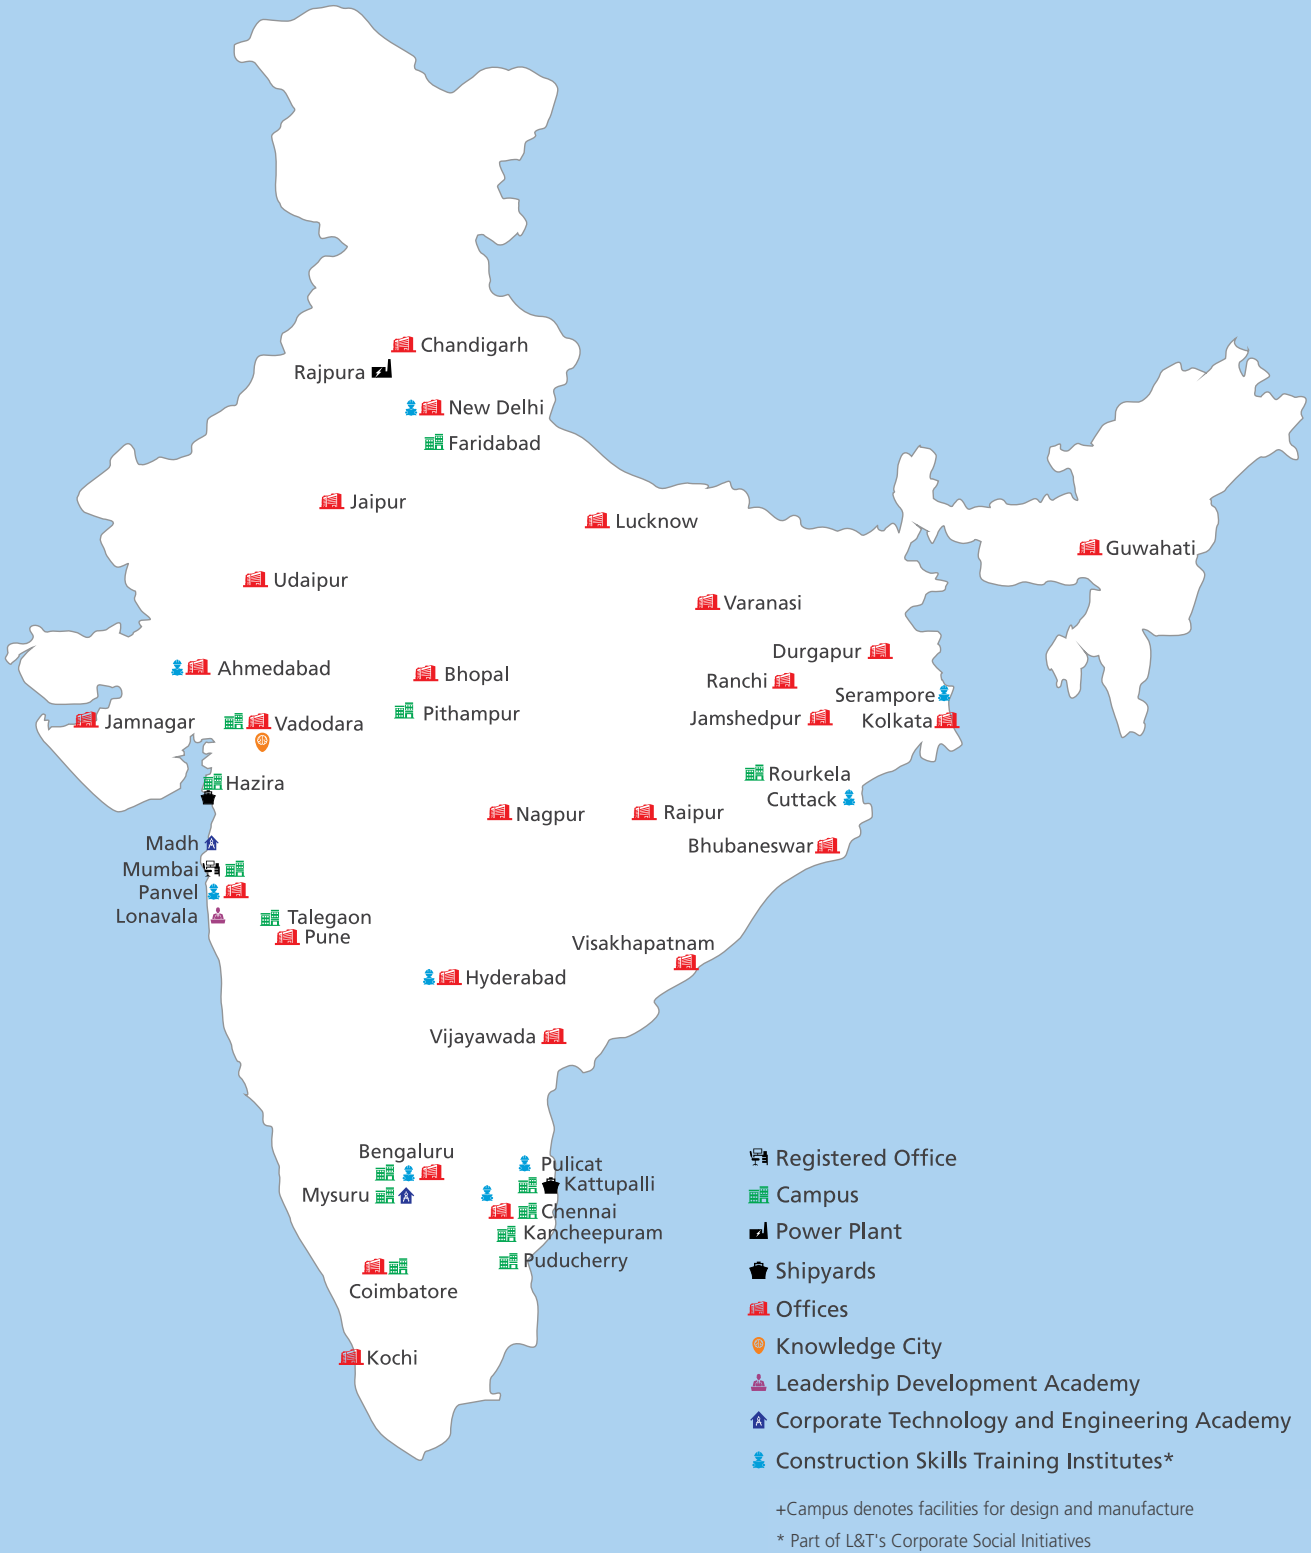 Chandigarh
Rajpura
New Delhi
Faridabad
Jaipur
Lucknow
Guwahati
Udaipur
Varanasi
Durgapur
Ahmedabad
Bhopal
Ranchi
Serampore
Jamnagar
Vadodara
Pithampur
Jamshedpur
Kolkata
Hazira
Rourkela
Cuttack
Nagpur
Raipur
Madh
Bhubaneswar
Mumbai
Panvel
Lonavala
Talegaon
Pune
Visakhapatnam
Hyderabad
Vijayawada
Bengaluru
Pulicat
Kattupalli
Mysuru
Chennai
Kancheepuram
Puducherry
Coimbatore
Kochi
Registered Office
Campus
Power Plant
Shipyards
Offices
Knowledge City
Leadership Development Academy
Corporate Technology and Engineering Academy
Construction Skills Training Institutes*
+Campus denotes facilities for design and manufacture
* Part of L&T's Corporate Social Initiatives